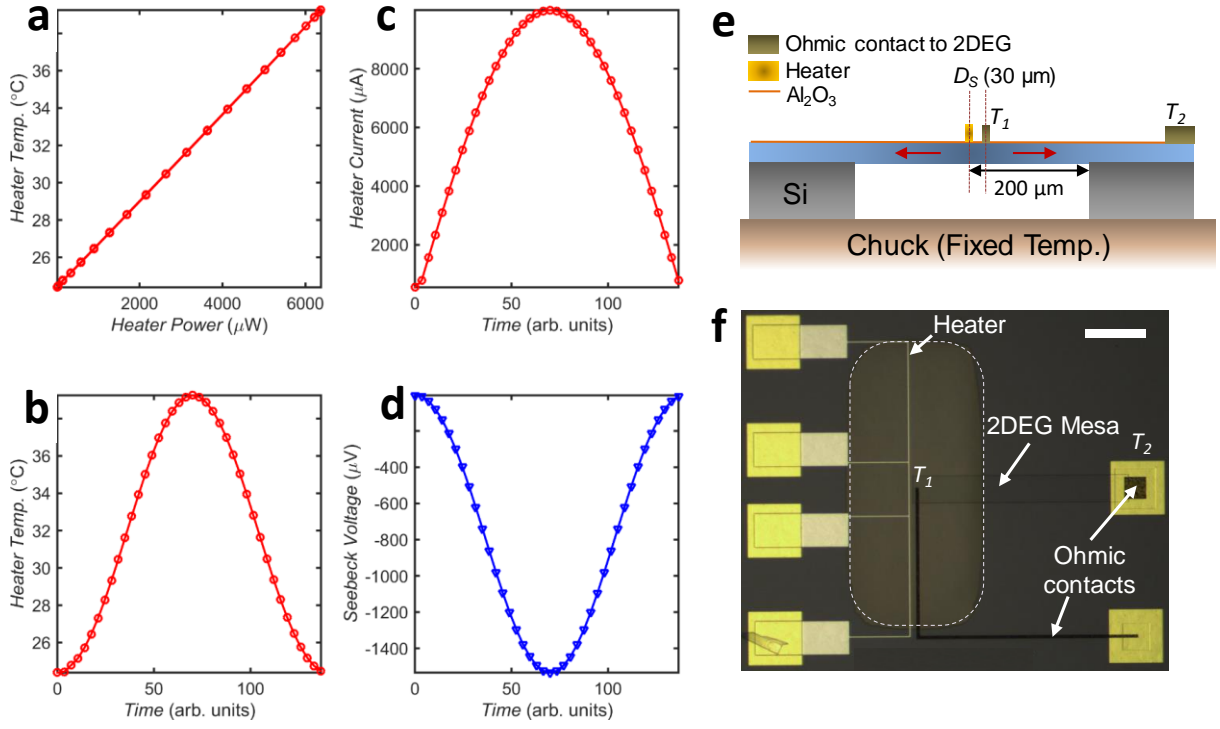 a
Heater Temp. (°C)
36
34
32
30
28
26
2000
4000
6000
Heater Power (μW)
c
Heater Current (μA)
8000
6000
4000
2000
0
50
100
Time (arb. units)
e
Ohmic contact to 2DEG
Heater
Al₂O₃
D_S (30 μm)
T₁
T₂
200 μm
Si
Chuck (Fixed Temp.)
b
Heater Temp. (°C)
38
36
34
32
30
28
26
0
50
100
Time (arb. units)
d
Seebeck Voltage (μV)
-200
-400
-600
-800
-1000
-1200
-1400
0
50
100
Time (arb. units)
f
Heater
2DEG Mesa
T₁
T₂
Ohmic
contacts